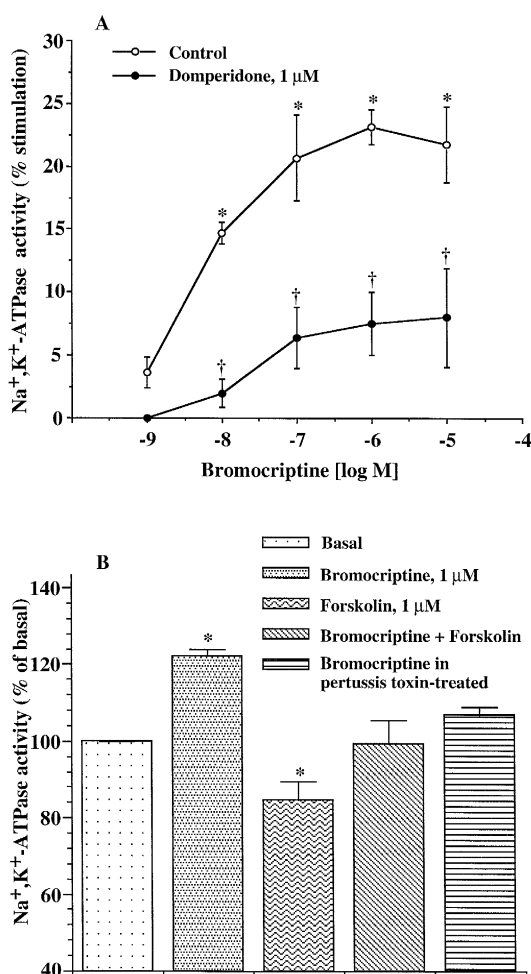 A
Control
Domperidone, 1 µM
Na+,K+-ATPase activity (% stimulation)
30
25
20
15
10
5
0
* * * *
† † † †
-9 -8 -7 -6 -5 -4
Bromocriptine [log M]
B
Basal
Bromocriptine, 1 µM
Forskolin, 1 µM
Bromocriptine + Forskolin
Bromocriptine in
pertussis toxin-treated
Na+,K+-ATPase activity (% of basal)
140
120
100
80
60
40
* *